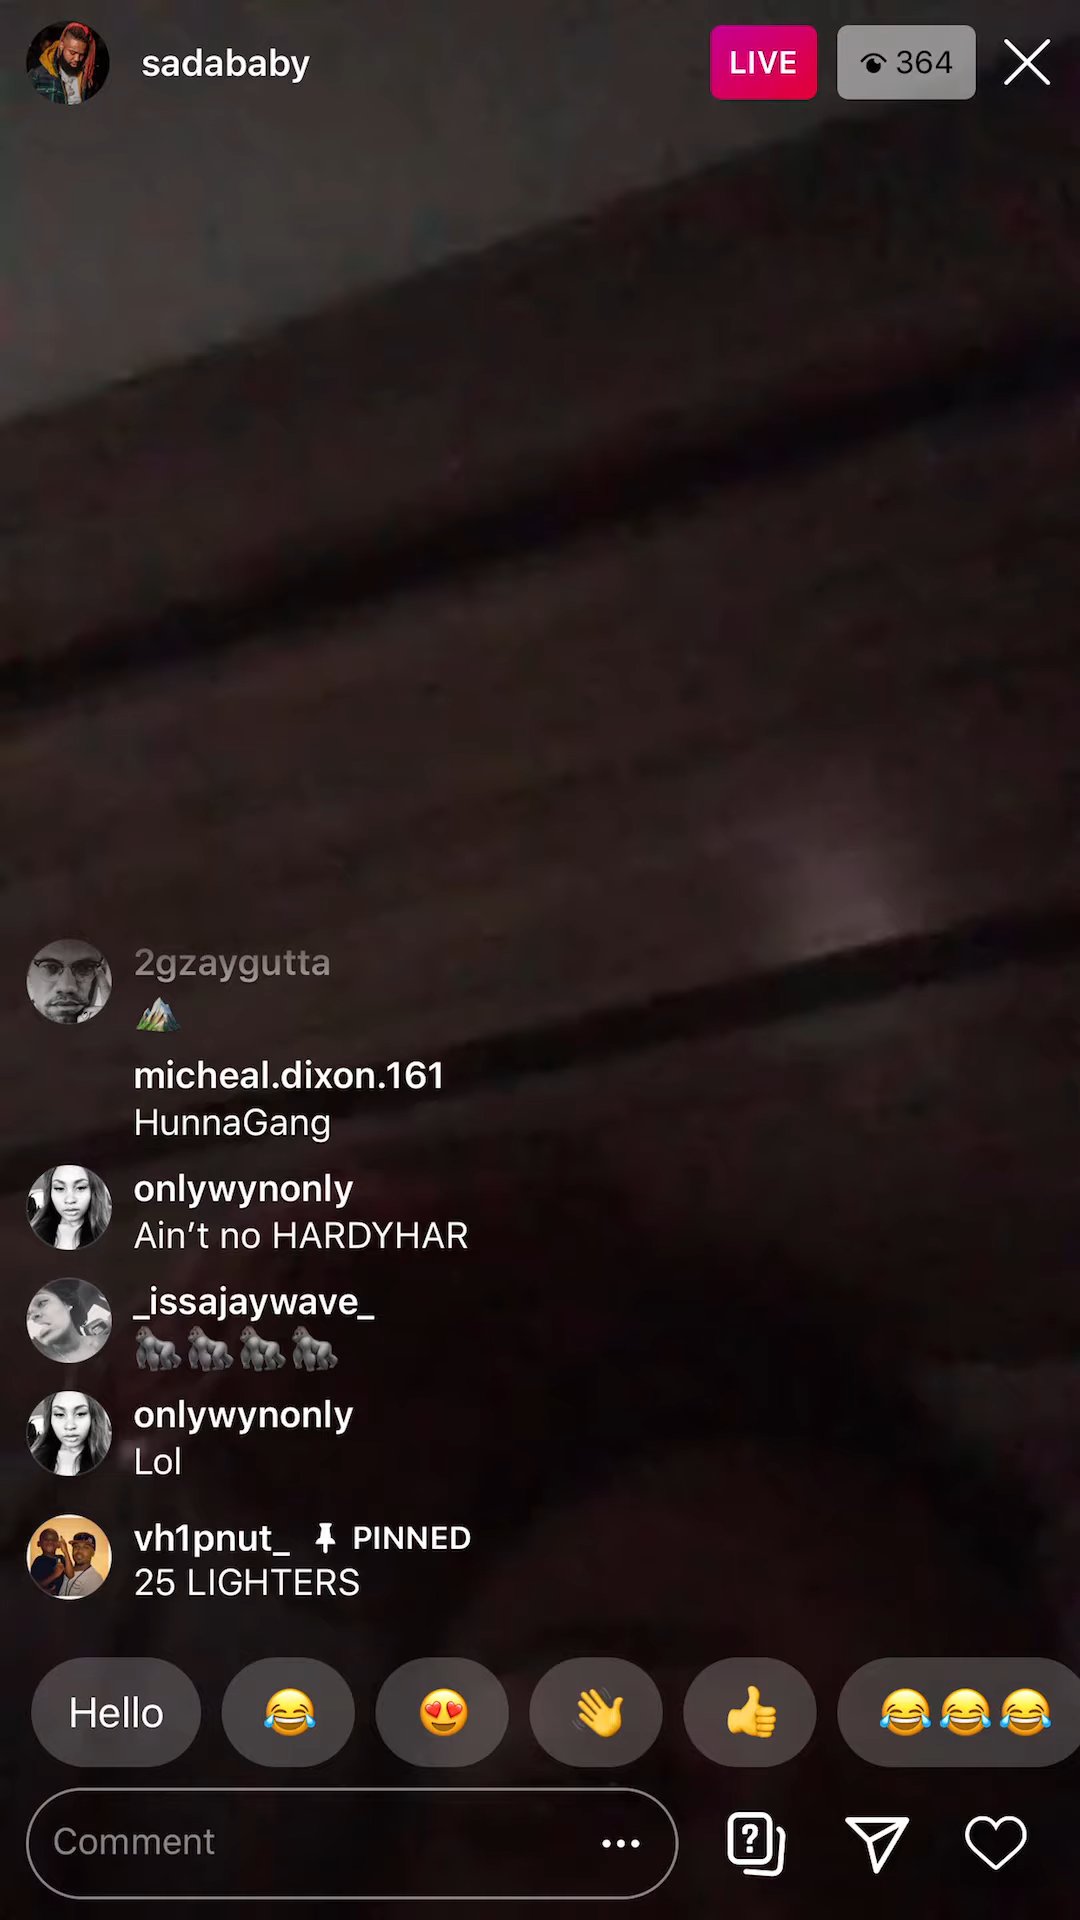 sadababy
LIVE
364
2gzaygutta
micheal.dixon.161
HunnaGang
onlywynonly
Ain’t no HARDYHAR
_issajaywave_
🦍🦍🦍🦍
onlywynonly
Lol
vh1pnut_ PINNED
25 LIGHTERS
Hello
Comment